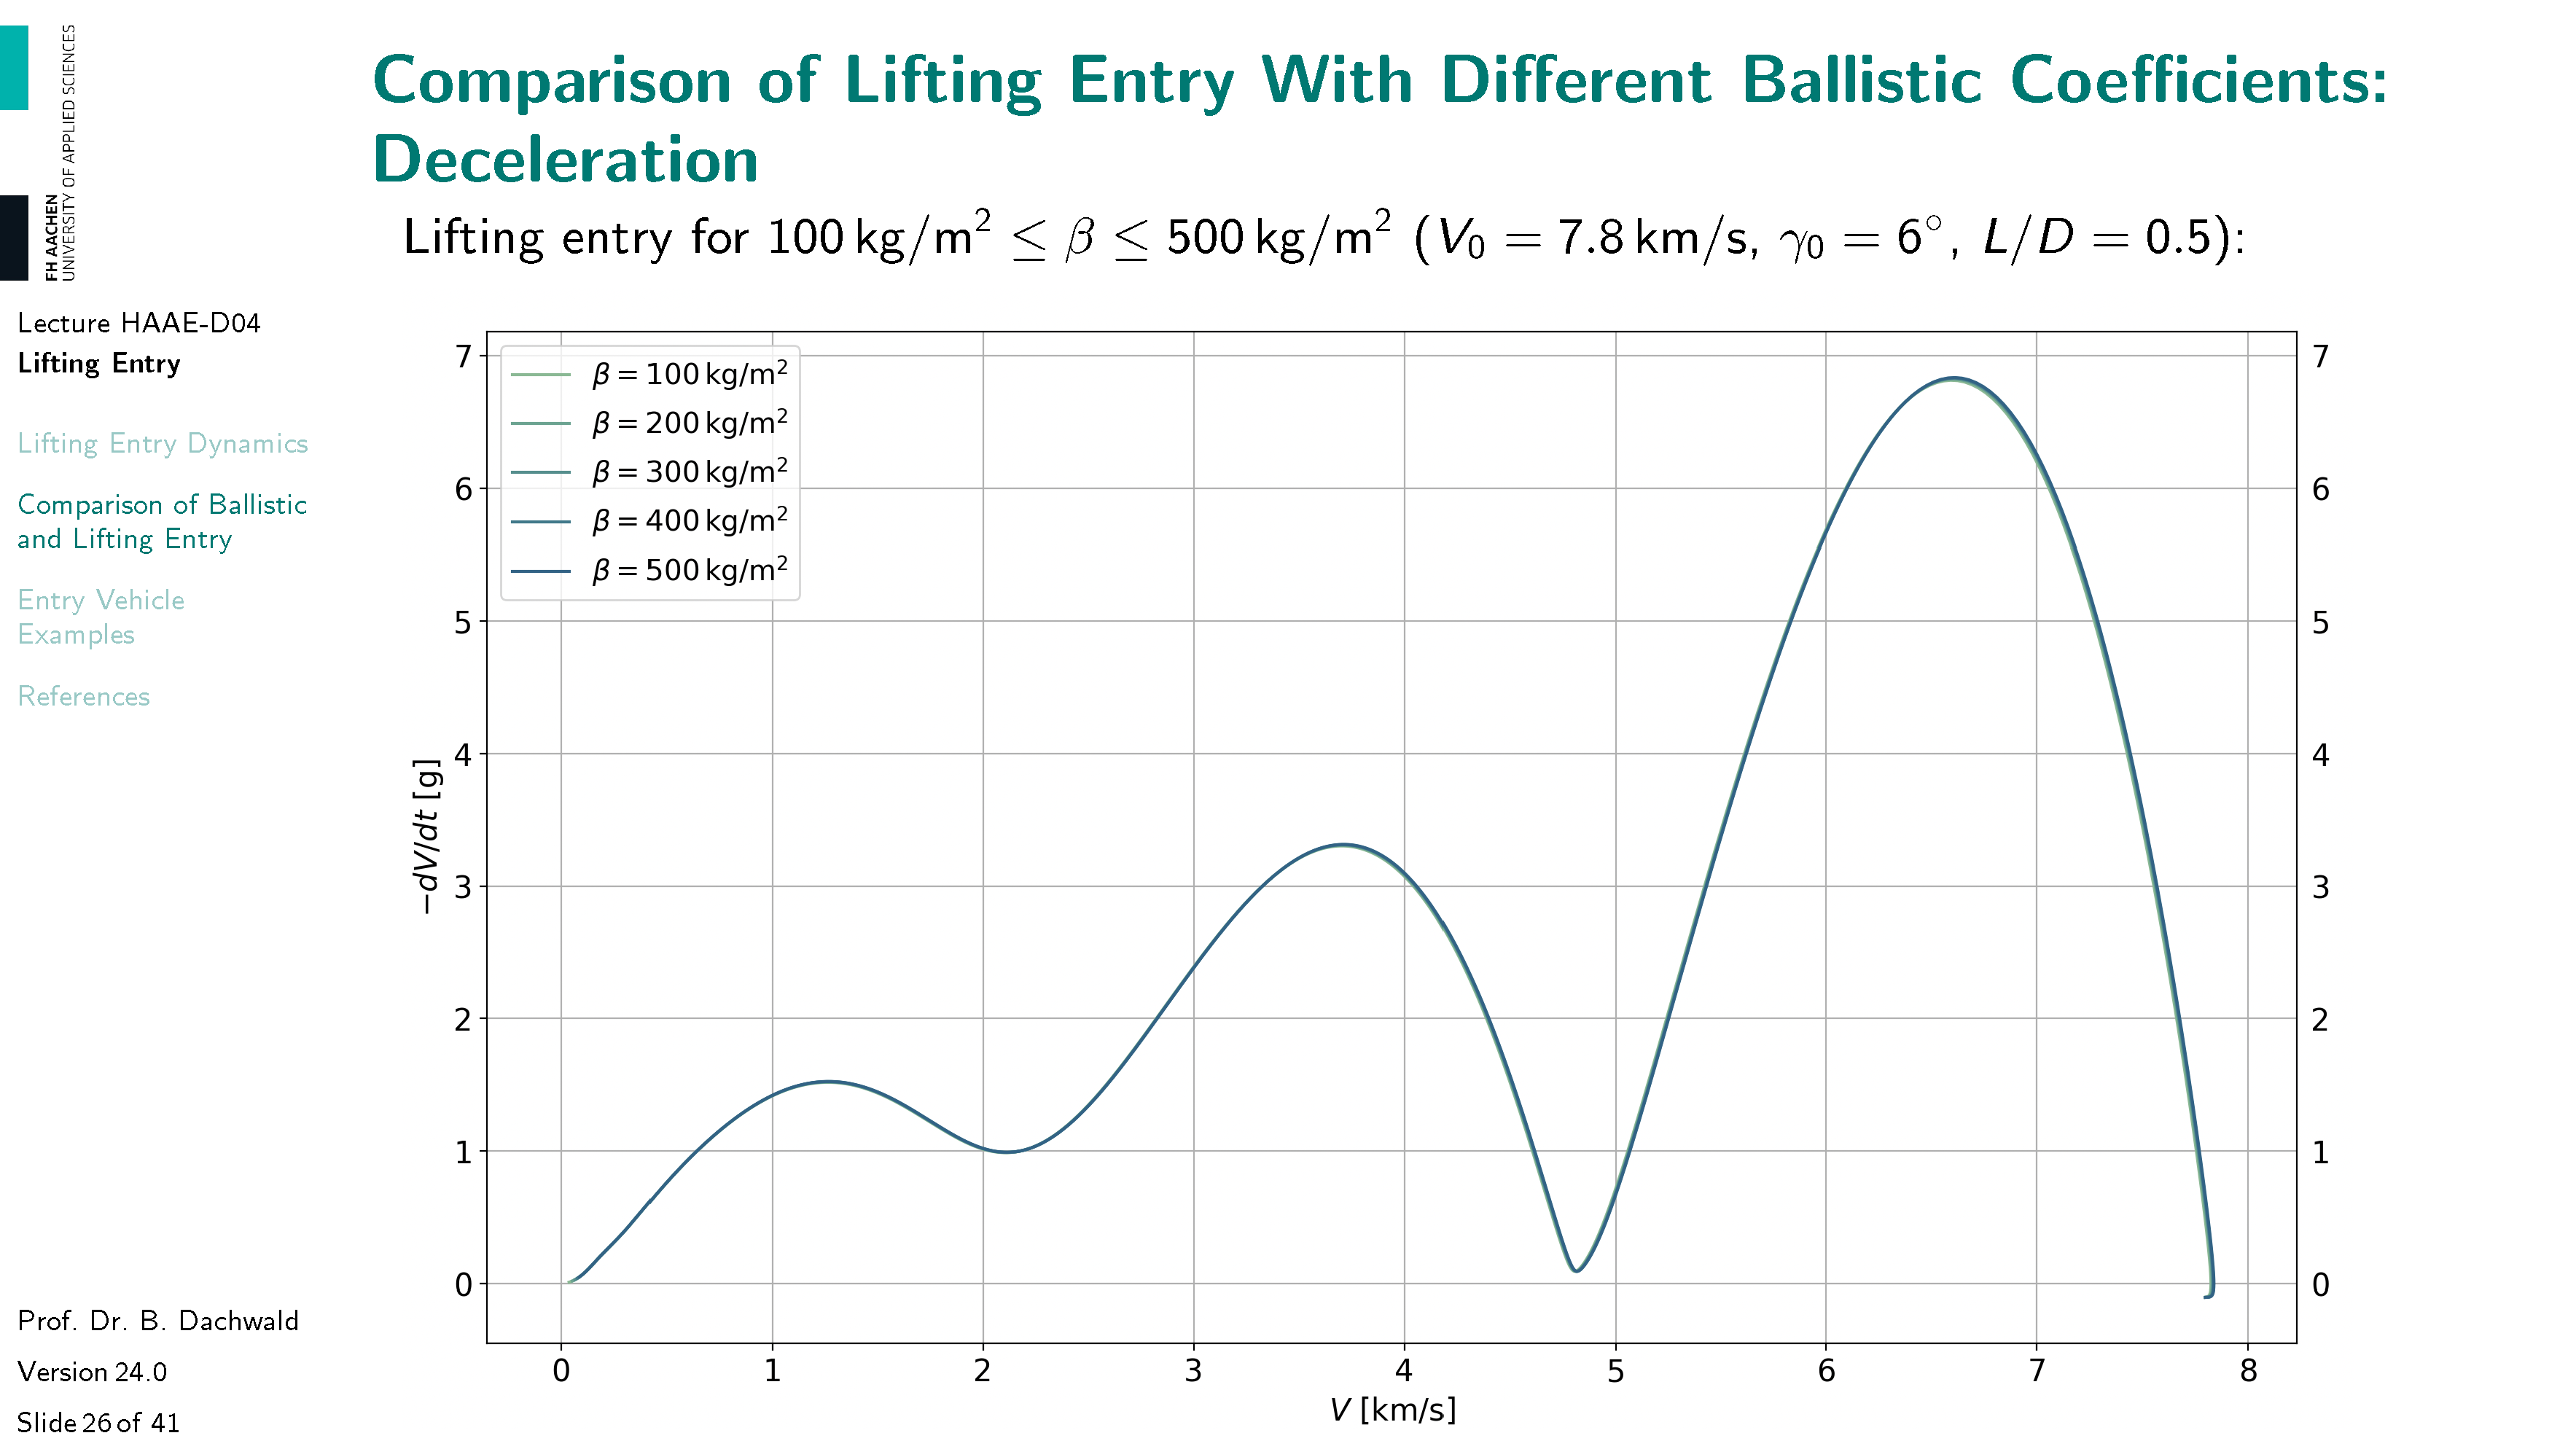 FH AACHEN
UNIVERSITY OF APPLIED SCIENCES
Comparison of Lifting Entry With Different Ballistic Coefficients:
Deceleration
Lifting entry for 100 kg/m² ≤ β ≤ 500 kg/m² (V₀ = 7.8 km/s, γ₀ = 6°, L/D = 0.5):
Lecture HAAE-D04
Lifting Entry
Lifting Entry Dynamics
Comparison of Ballistic
and Lifting Entry
Entry Vehicle
Examples
References
Prof. Dr. B. Dachwald
Version 24.0
Slide 26 of 41
β = 100 kg/m²
β = 200 kg/m²
β = 300 kg/m²
β = 400 kg/m²
β = 500 kg/m²
−dV/dt [g]
7
6
5
4
3
2
1
0
7
6
5
4
3
2
1
0
0 1 2 3 4 5 6 7 8
V [km/s]